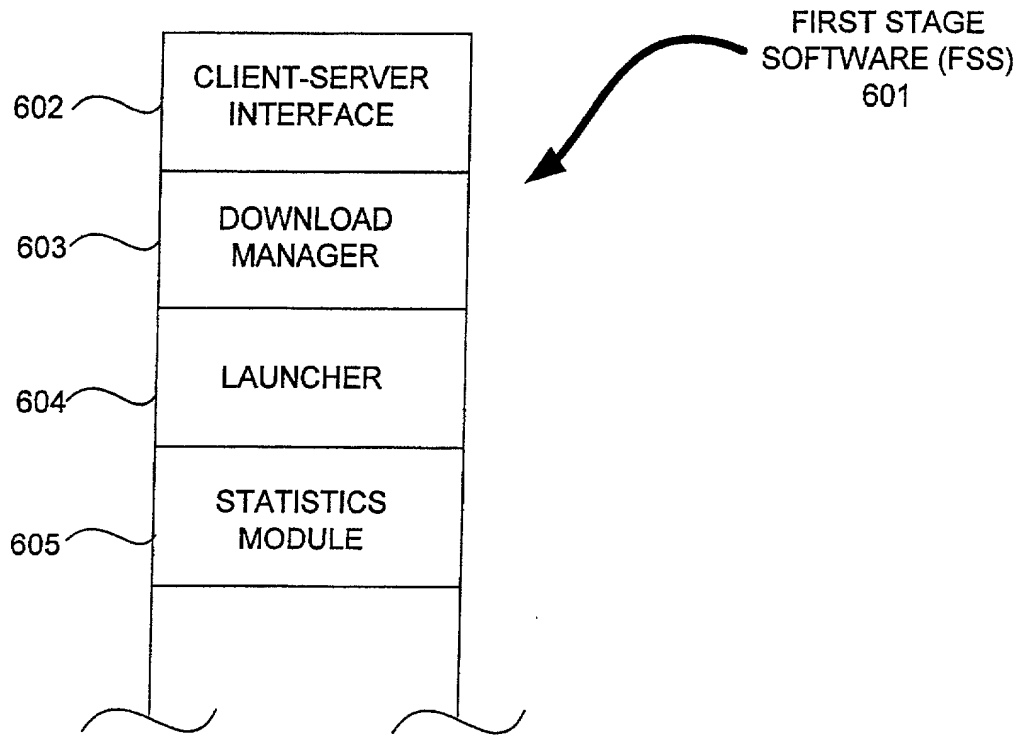 FIRST STAGE
SOFTWARE (FSS)
601
602
CLIENT-SERVER
INTERFACE
603
DOWNLOAD
MANAGER
604
LAUNCHER
605
STATISTICS
MODULE